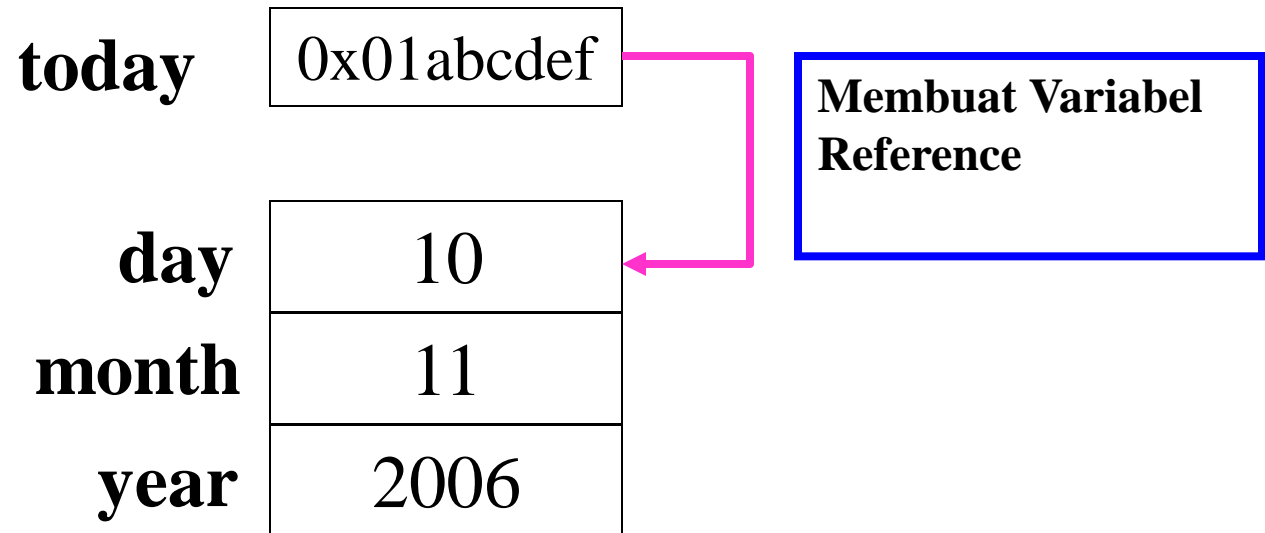 today 0x01abcdef
Membuat Variabel
Reference
day 10
month 11
year 2006